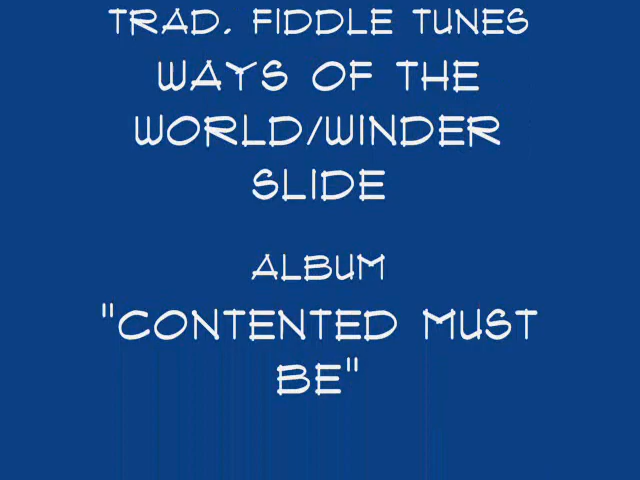 TRAD. FIDDLE TUNES
WAYS OF THE
WORLD/WINDER
SLIDE
ALBUM
"CONTENTED MUST
BE"